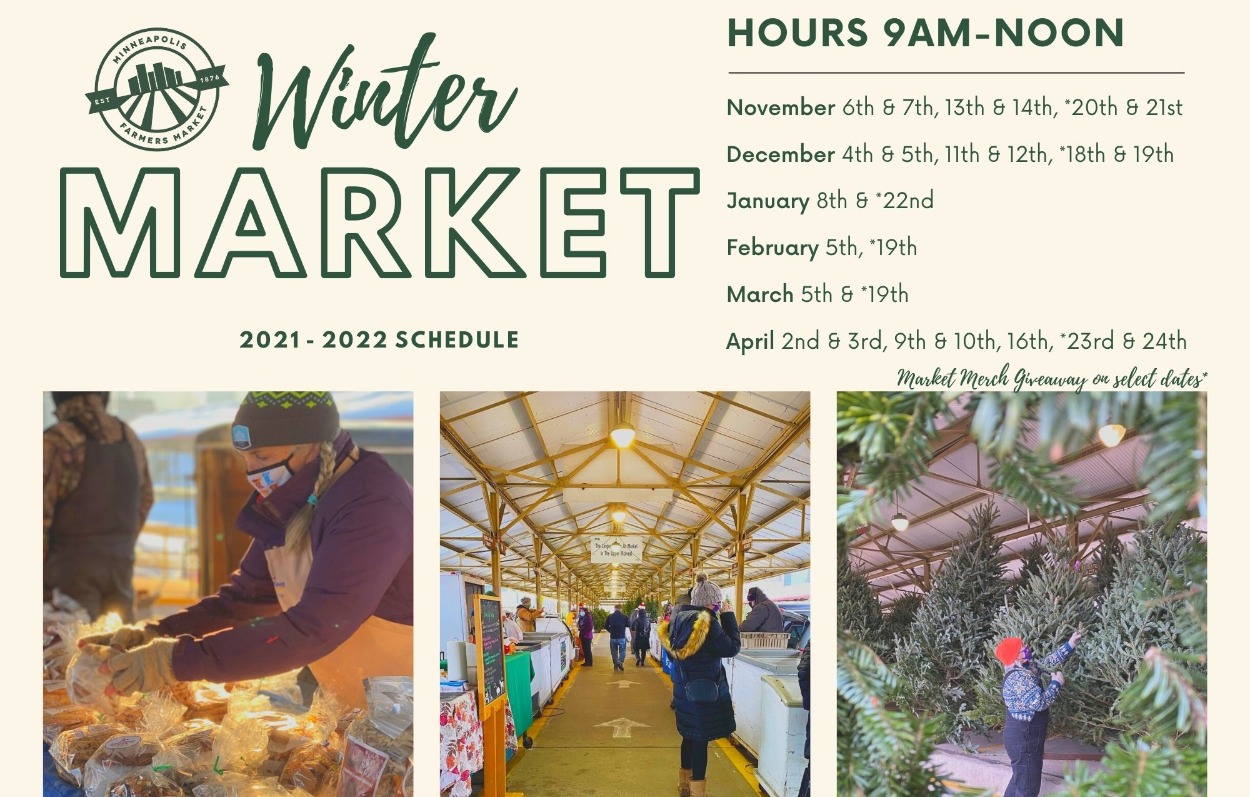 MINNEAPOLIS
EST 1876
FARMERS MARKET
Winter
MARKET
2021 - 2022 SCHEDULE
HOURS 9AM-NOON
November 6th & 7th, 13th & 14th, *20th & 21st
December 4th & 5th, 11th & 12th, *18th & 19th
January 8th & *22nd
February 5th, *19th
March 5th & *19th
April 2nd & 3rd, 9th & 10th, 16th, *23rd & 24th
Market Merch Giveaway on select dates*